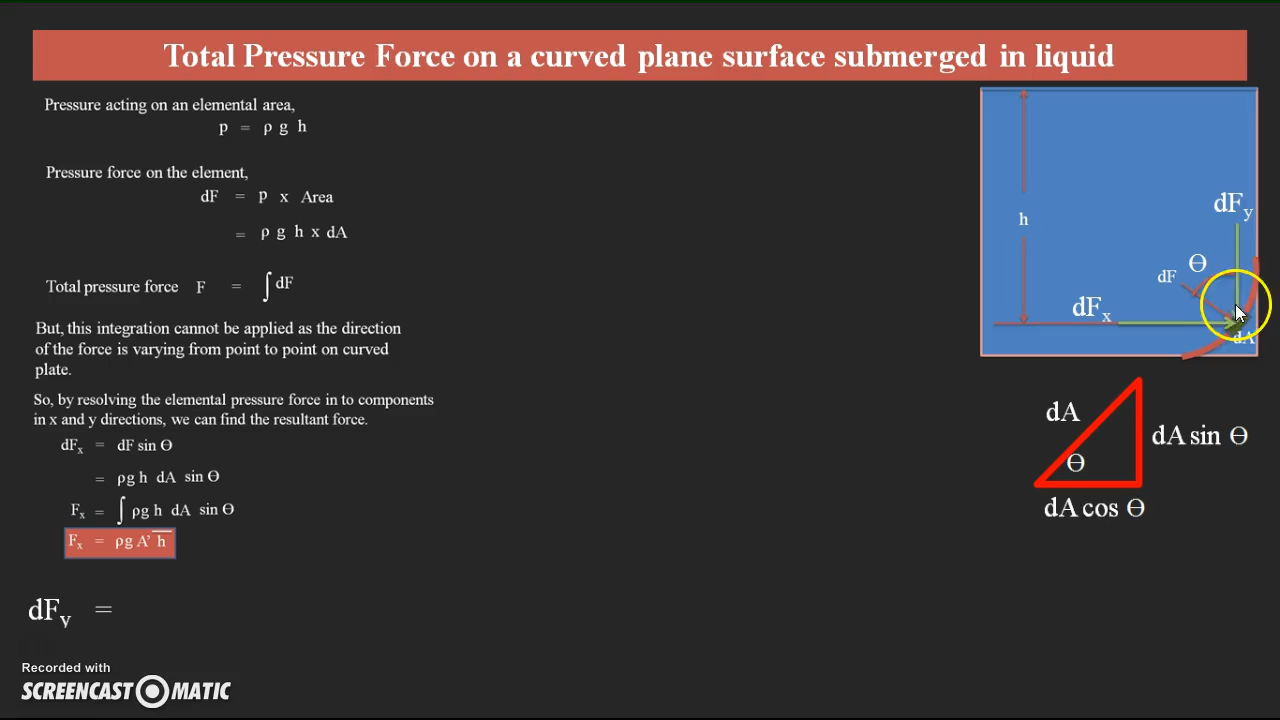 Total Pressure Force on a curved plane surface submerged in liquid
Pressure acting on an elemental area,
p = ρ g h
Pressure force on the element,
dF = p x Area
= ρ g h x dA
Total pressure force F = ∫ dF
But, this integration cannot be applied as the direction
of the force is varying from point to point on curved
plate.
So, by resolving the elemental pressure force in to components
in x and y directions, we can find the resultant force.
dFx = dF sin Ɵ
= ρg h dA sin Ɵ
Fx = ∫ ρg h dA sin Ɵ
Fx = ρg A’ h̅
dFy =
h
dFy
Ɵ
dF
dFx
dA
dA
dA sin Ɵ
Ɵ
dA cos Ɵ
Recorded with
SCREENCAST MATIC